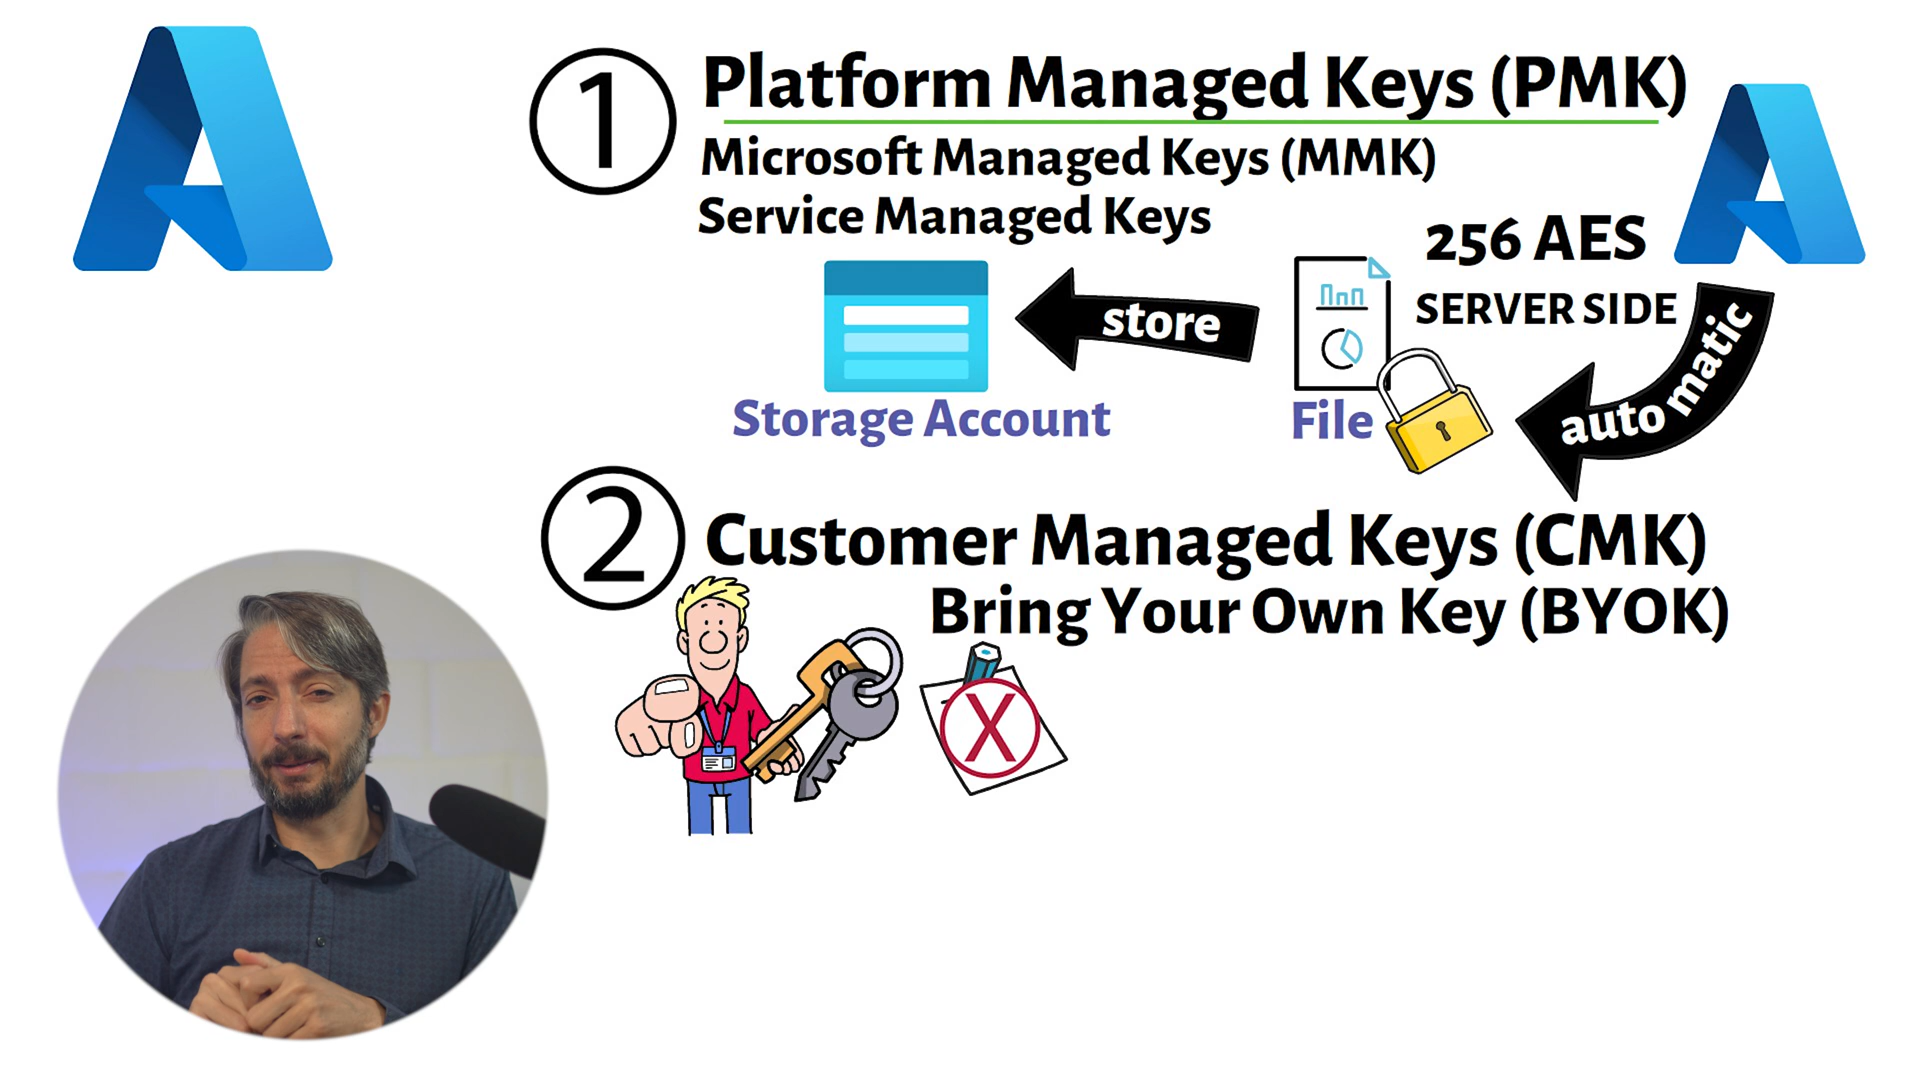 1
Platform Managed Keys (PMK)
Microsoft Managed Keys (MMK)
Service Managed Keys
256 AES
SERVER SIDE
store
automatic
Storage Account
File
2
Customer Managed Keys (CMK)
Bring Your Own Key (BYOK)
X